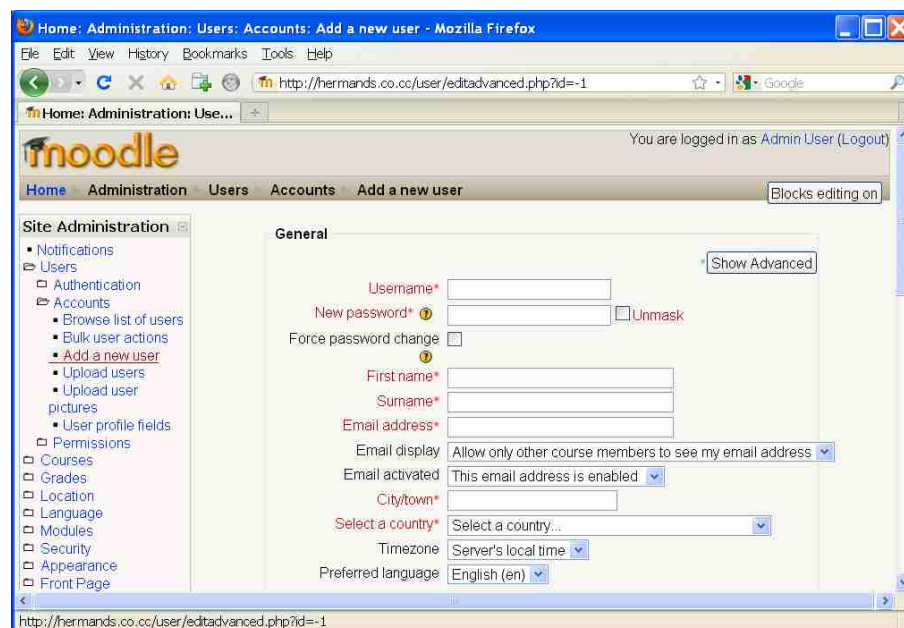 Home: Administration: Users: Accounts: Add a new user - Mozilla Firefox
File Edit View History Bookmarks Tools Help
http://hermands.co.cc/user/editadvanced.php?id=-1 Google
Home: Administration: Use...
moodle
You are logged in as Admin User (Logout)
Home Administration Users Accounts Add a new user
Blocks editing on
Site Administration
Notifications
Users
Authentication
Accounts
Browse list of users
Bulk user actions
Add a new user
Upload users
Upload user
pictures
User profile fields
Permissions
Courses
Grades
Location
Language
Modules
Security
Appearance
Front Page
General
* Show Advanced
Username*
New password* Unmask
Force password change
First name*
Surname*
Email address*
Email display Allow only other course members to see my email address
Email activated This email address is enabled
City/town*
Select a country* Select a country...
Timezone Server's local time
Preferred language English (en)
http://hermands.co.cc/user/editadvanced.php?id=-1